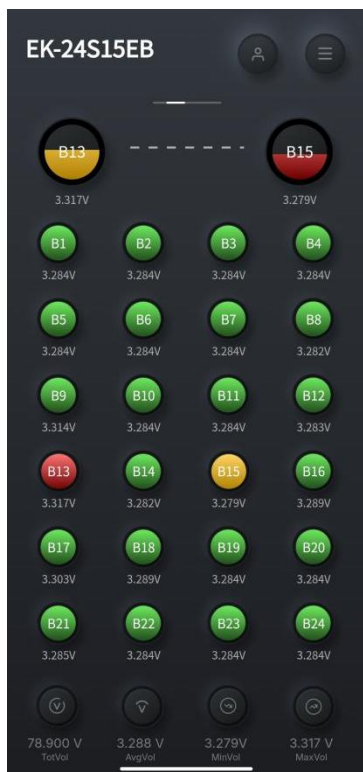 EK-24S15EB
B13 B15
3.317V 3.279V
B1 B2 B3 B4
3.284V 3.284V 3.284V 3.284V
B5 B6 B7 B8
3.284V 3.284V 3.284V 3.282V
B9 B10 B11 B12
3.314V 3.284V 3.284V 3.283V
B13 B14 B15 B16
3.317V 3.282V 3.279V 3.289V
B17 B18 B19 B20
3.303V 3.289V 3.284V 3.284V
B21 B22 B23 B24
3.285V 3.284V 3.284V 3.284V
78.900 V 3.288 V 3.279V 3.317 V
TotVol AvgVol MinVol MaxVol